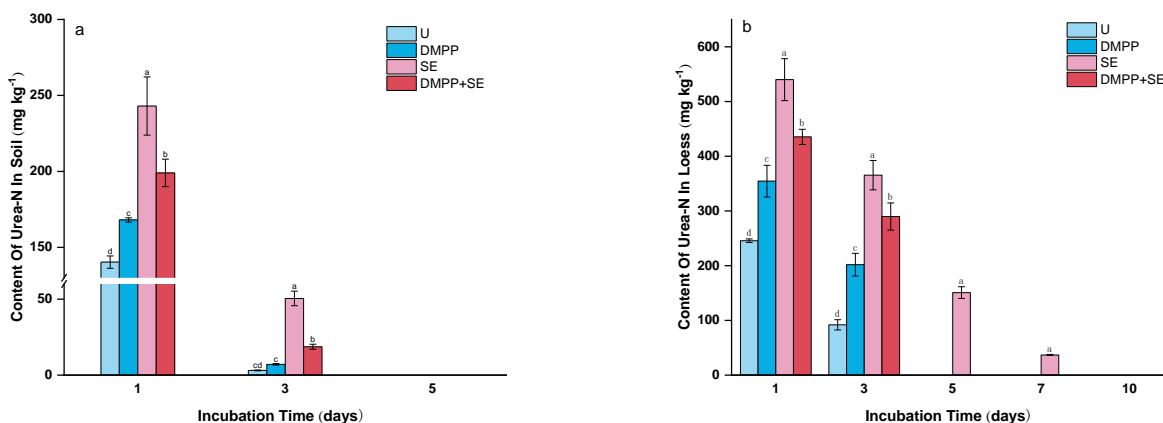 a
U
DMPP
SE
DMPP+SE
300
250
200
150
50
0
Content Of Urea-N In Soil (mg kg-1)
d
c
a
b
cd
c
a
b
1 3 5
Incubation Time (days)
b
U
DMPP
SE
DMPP+SE
600
500
400
300
200
100
0
Content Of Urea-N In Loess (mg kg-1)
d
c
a
b
d
c
a
b
a
a
1 3 5 7 10
Incubation Time (days)